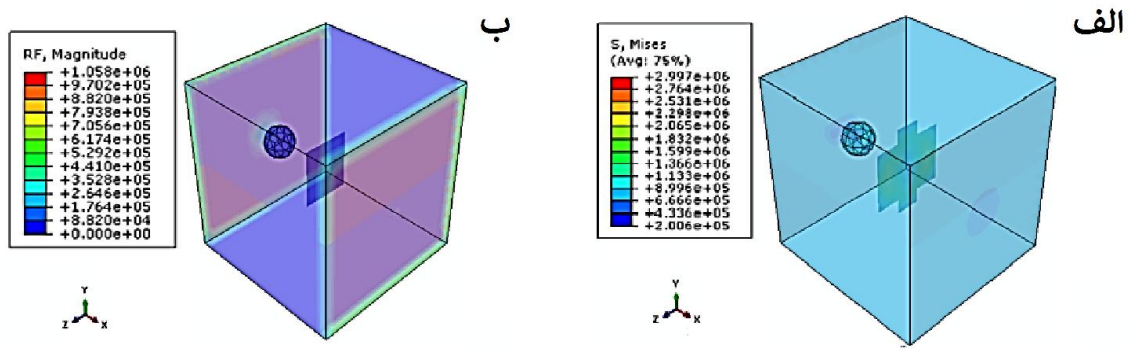 الف
S, Mises
(Avg: 75%)
+2.997e+06
+2.764e+06
+2.531e+06
+2.298e+06
+2.065e+06
+1.832e+06
+1.599e+06
+1.366e+06
+1.133e+06
+8.996e+05
+6.666e+05
+4.336e+05
+2.006e+05
Y
Z X
ب
RF, Magnitude
+1.058e+06
+9.702e+05
+8.820e+05
+7.938e+05
+7.056e+05
+6.174e+05
+5.292e+05
+4.410e+05
+3.528e+05
+2.646e+05
+1.764e+05
+8.820e+04
+0.000e+00
Y
Z X